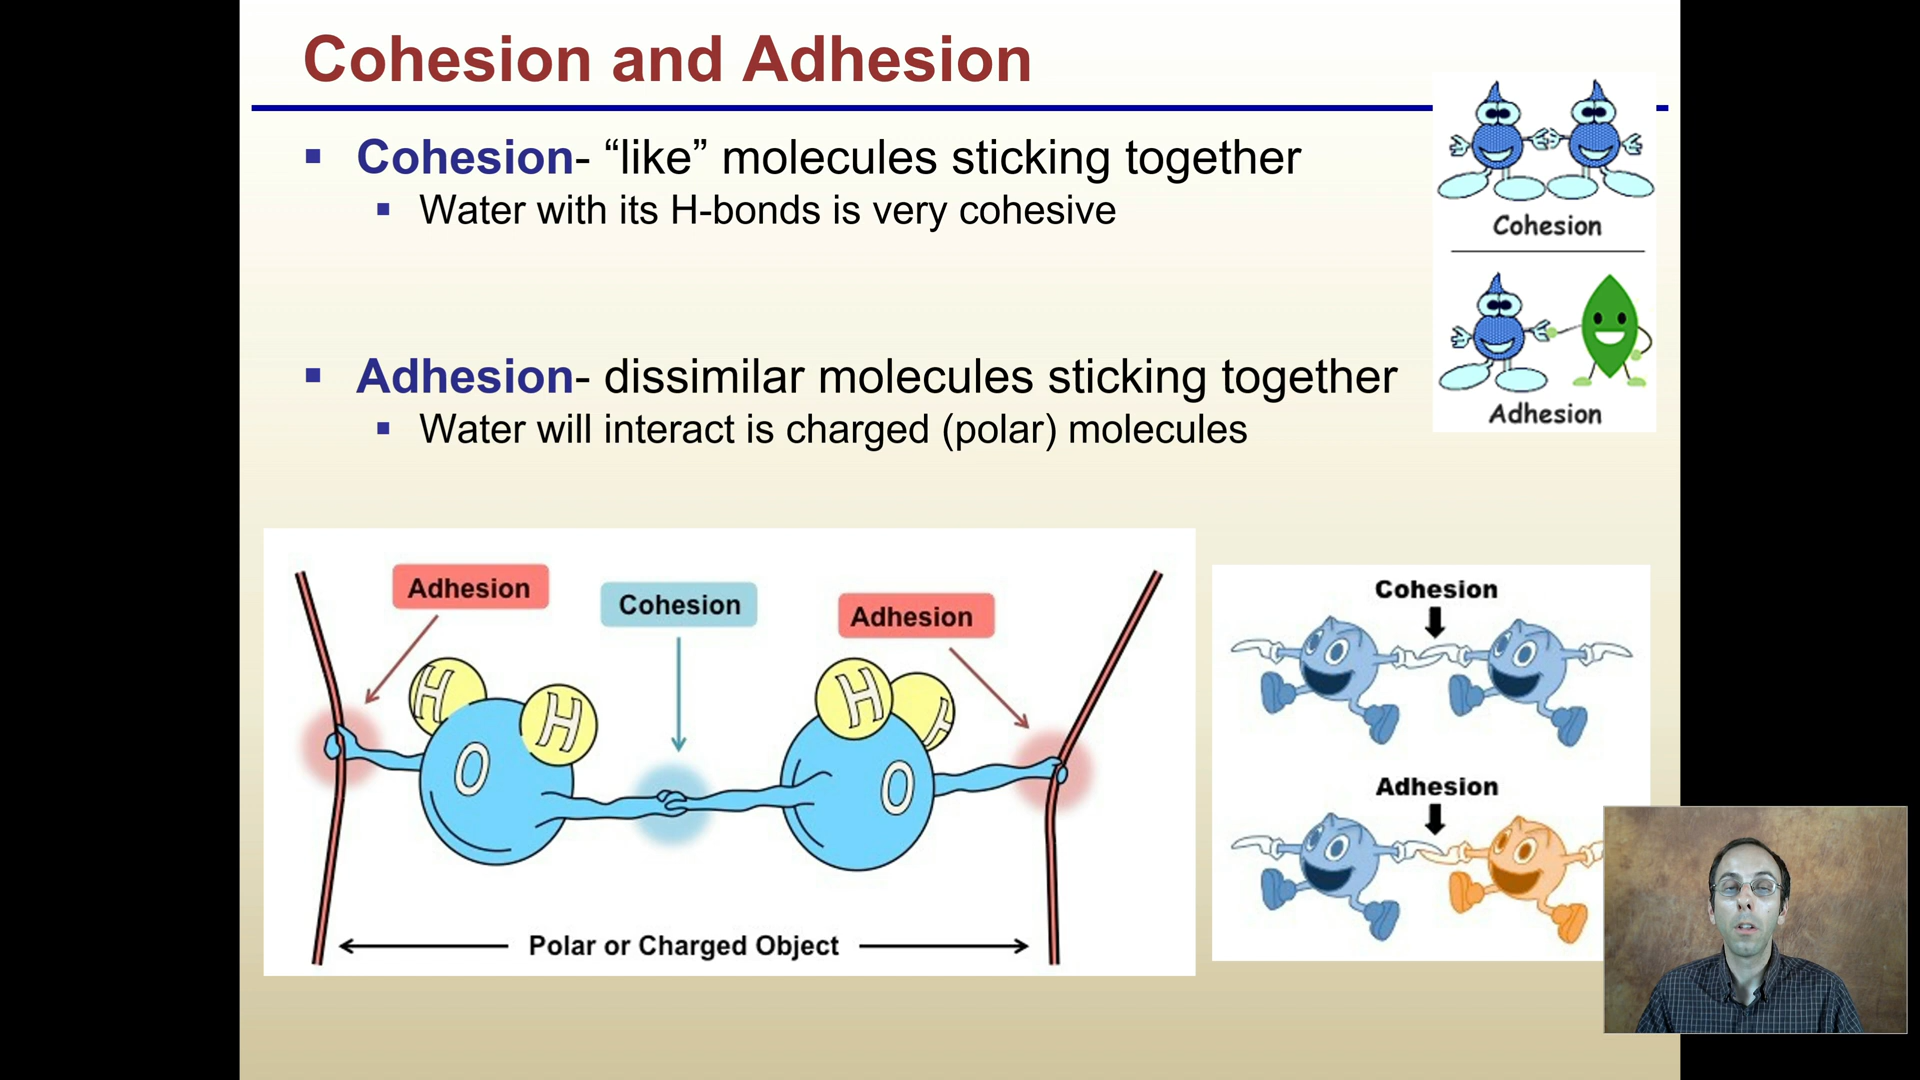 Cohesion and Adhesion
Cohesion- “like” molecules sticking together
Water with its H-bonds is very cohesive
Adhesion- dissimilar molecules sticking together
Water will interact is charged (polar) molecules
Cohesion
Adhesion
Adhesion
Cohesion
Adhesion
H
H
O
H
H
O
Polar or Charged Object
Cohesion
Adhesion